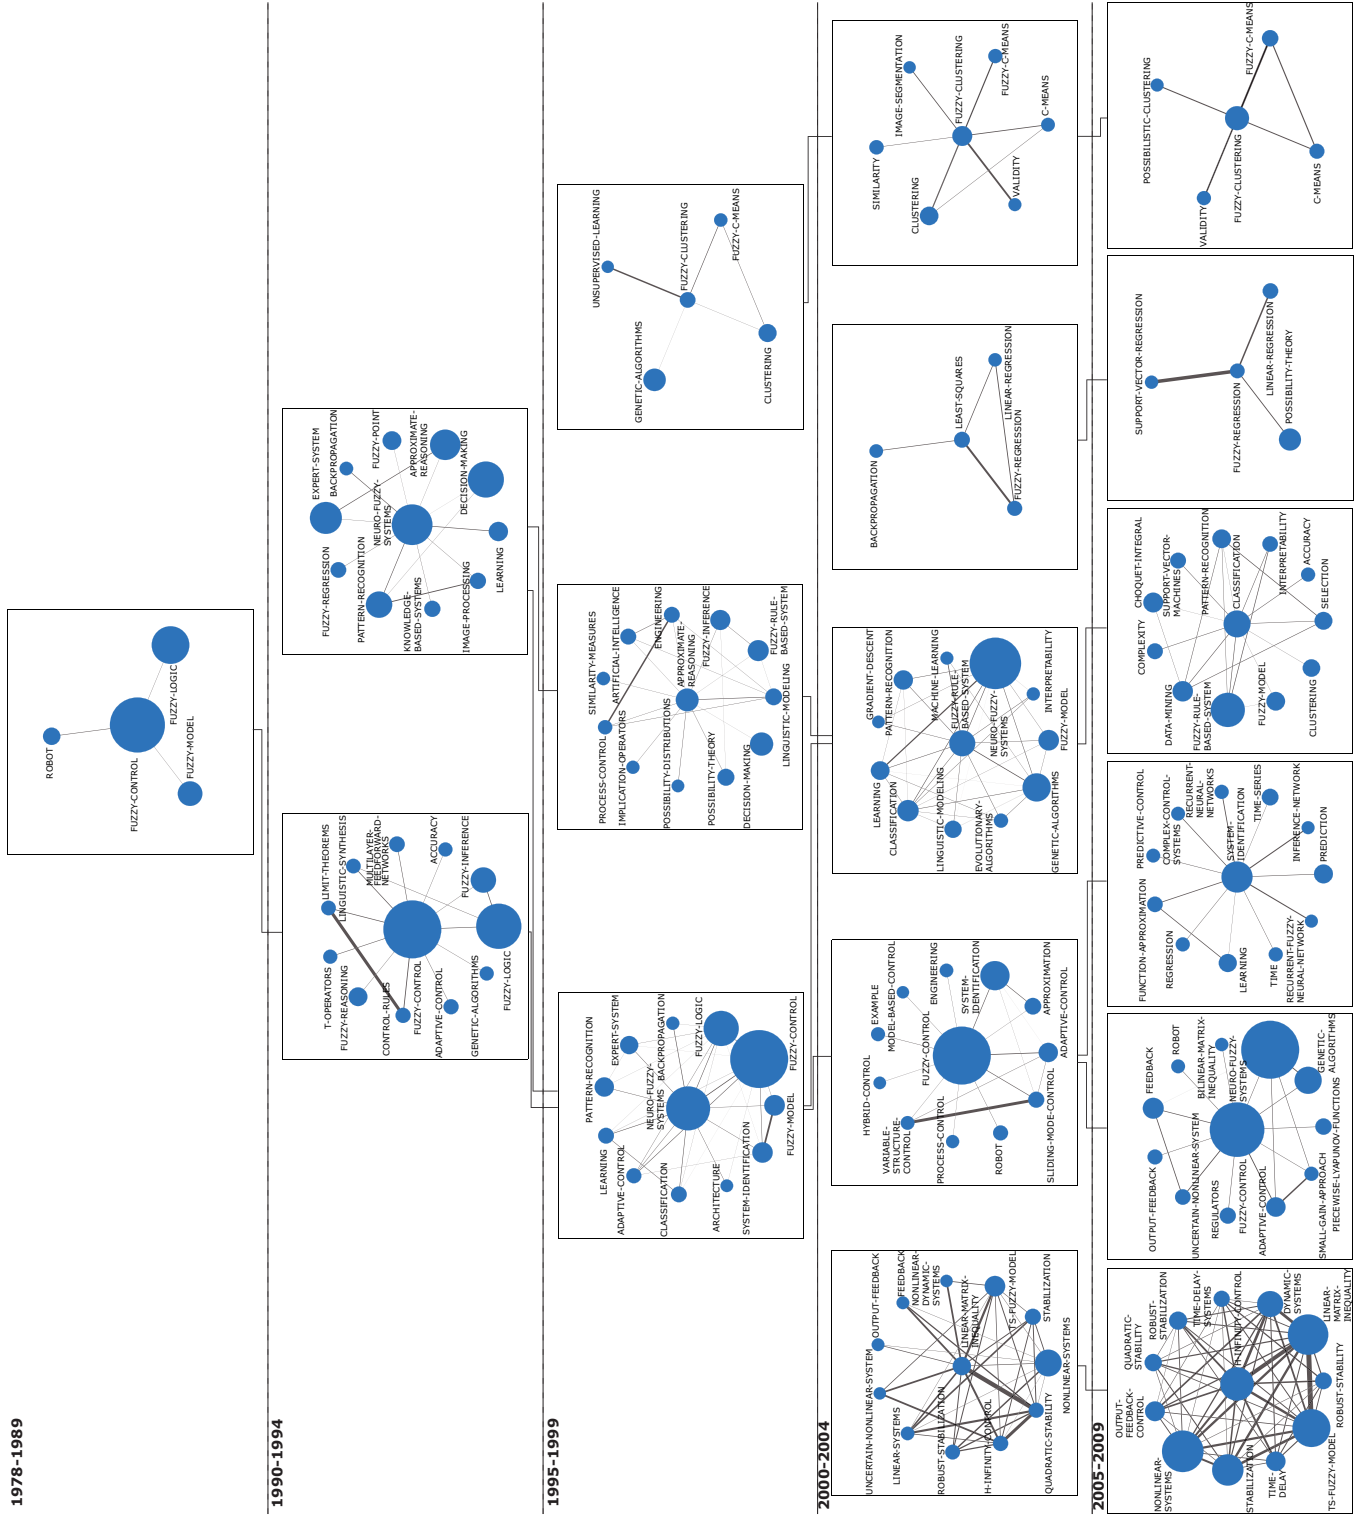 1978-1989
ROBOT
FUZZY-CONTROL
FUZZY-LOGIC
FUZZY-MODEL
1990-1994
T-OPERATORS
LIMIT-THEOREMS
LINGUISTIC-SYNTHESIS
MULTILAYER-
FEEDFORWARD-
NETWORKS
ACCURACY
FUZZY-INFERENCE
FUZZY-REASONING
CONTROL-RULES
FUZZY-CONTROL
ADAPTIVE-CONTROL
GENETIC-ALGORITHMS
FUZZY-LOGIC
EXPERT-SYSTEM
BACKPROPAGATION
FUZZY-POINT
APPROXIMATE-
REASONING
DECISION-MAKING
NEURO-FUZZY-
SYSTEMS
FUZZY-REGRESSION
PATTERN-RECOGNITION
KNOWLEDGE-
BASED-SYSTEMS
IMAGE-PROCESSING
LEARNING
1995-1999
PATTERN-RECOGNITION
EXPERT-SYSTEM
BACKPROPAGATION
FUZZY-LOGIC
FUZZY-CONTROL
NEURO-FUZZY-
SYSTEMS
LEARNING
ADAPTIVE-CONTROL
CLASSIFICATION
ARCHITECTURE
SYSTEM-IDENTIFICATION
FUZZY-MODEL
SIMILARITY-MEASURES
ARTIFICIAL-INTELLIGENCE
ENGINEERING
APPROXIMATE-
REASONING
FUZZY-INFERENCE
FUZZY-RULE-
BASED-SYSTEM
PROCESS-CONTROL
IMPLICATION-OPERATORS
POSSIBILITY-DISTRIBUTIONS
POSSIBILITY-THEORY
DECISION-MAKING
LINGUISTIC-MODELING
UNSUPERVISED-LEARNING
FUZZY-CLUSTERING
FUZZY-C-MEANS
GENETIC-ALGORITHMS
CLUSTERING
2000-2004
OUTPUT-FEEDBACK
FEEDBACK
NONLINEAR-
DYNAMIC-
SYSTEMS
LINEAR-MATRIX-
INEQUALITY
TS-FUZZY-MODEL
STABILIZATION
UNCERTAIN-NONLINEAR-SYSTEM
LINEAR-SYSTEMS
ROBUST-STABILIZATION
H-INFINITY-CONTROL
QUADRATIC-STABILITY
NONLINEAR-SYSTEMS
EXAMPLE
MODEL-BASED-CONTROL
ENGINEERING
SYSTEM-
IDENTIFICATION
APPROXIMATION
ADAPTIVE-CONTROL
HYBRID-CONTROL
FUZZY-CONTROL
VARIABLE-
STRUCTURE-
CONTROL
PROCESS-CONTROL
ROBOT
SLIDING-MODE-CONTROL
GRADIENT-DESCENT
PATTERN-RECOGNITION
MACHINE-LEARNING
FUZZY-RULE-
BASED-SYSTEM
NEURO-FUZZY-
SYSTEMS
INTERPRETABILITY
FUZZY-MODEL
LEARNING
CLASSIFICATION
LINGUISTIC-MODELING
EVOLUTIONARY-
ALGORITHMS
GENETIC-ALGORITHMS
BACKPROPAGATION
LEAST-SQUARES
LINEAR-REGRESSION
FUZZY-REGRESSION
SIMILARITY
IMAGE-SEGMENTATION
FUZZY-CLUSTERING
FUZZY-C-MEANS
C-MEANS
CLUSTERING
VALIDITY
2005-2009
OUTPUT-
FEEDBACK-
CONTROL
QUADRATIC-
STABILITY
ROBUST-
STABILIZATION
TIME-DELAY-
SYSTEMS
H-INFINITY-CONTROL
DYNAMIC-
SYSTEMS
LINEAR-
MATRIX-
INEQUALITY
NONLINEAR-
SYSTEMS
STABILIZATION
TIME-
DELAY
TS-FUZZY-MODEL
ROBUST-STABILITY
OUTPUT-FEEDBACK
FEEDBACK
ROBOT
BILINEAR-MATRIX-
INEQUALITY
NEURO-FUZZY-
SYSTEMS
GENETIC-
ALGORITHMS
UNCERTAIN-NONLINEAR-SYSTEM
REGULATORS
FUZZY-CONTROL
ADAPTIVE-CONTROL
SMALL-GAIN-APPROACH
PIECEWISE-LYAPUNOV-FUNCTIONS
FUNCTION-APPROXIMATION
PREDICTIVE-CONTROL
COMPLEX-CONTROL-
SYSTEMS
RECURRENT-
NEURAL-
NETWORKS
SYSTEM-
IDENTIFICATION
TIME-SERIES
INFERENCE-NETWORK
PREDICTION
REGRESSION
LEARNING
TIME
RECURRENT-FUZZY-
NEURAL-NETWORK
COMPLEXITY
CHOQUET-INTEGRAL
SUPPORT-VECTOR-
MACHINES
PATTERN-RECOGNITION
CLASSIFICATION
INTERPRETABILITY
ACCURACY
SELECTION
DATA-MINING
FUZZY-RULE-
BASED-SYSTEM
FUZZY-MODEL
CLUSTERING
SUPPORT-VECTOR-REGRESSION
FUZZY-REGRESSION
LINEAR-REGRESSION
POSSIBILITY-THEORY
POSSIBILISTIC-CLUSTERING
FUZZY-C-MEANS
VALIDITY
FUZZY-CLUSTERING
C-MEANS